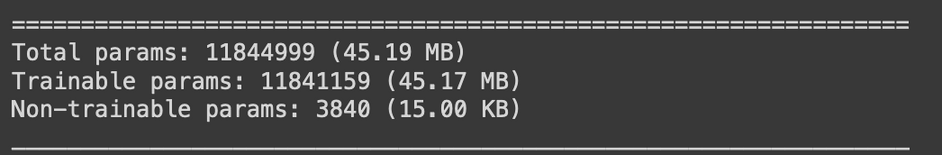 =================================================================
Total params: 11844999 (45.19 MB)
Trainable params: 11841159 (45.17 MB)
Non-trainable params: 3840 (15.00 KB)
_________________________________________________________________